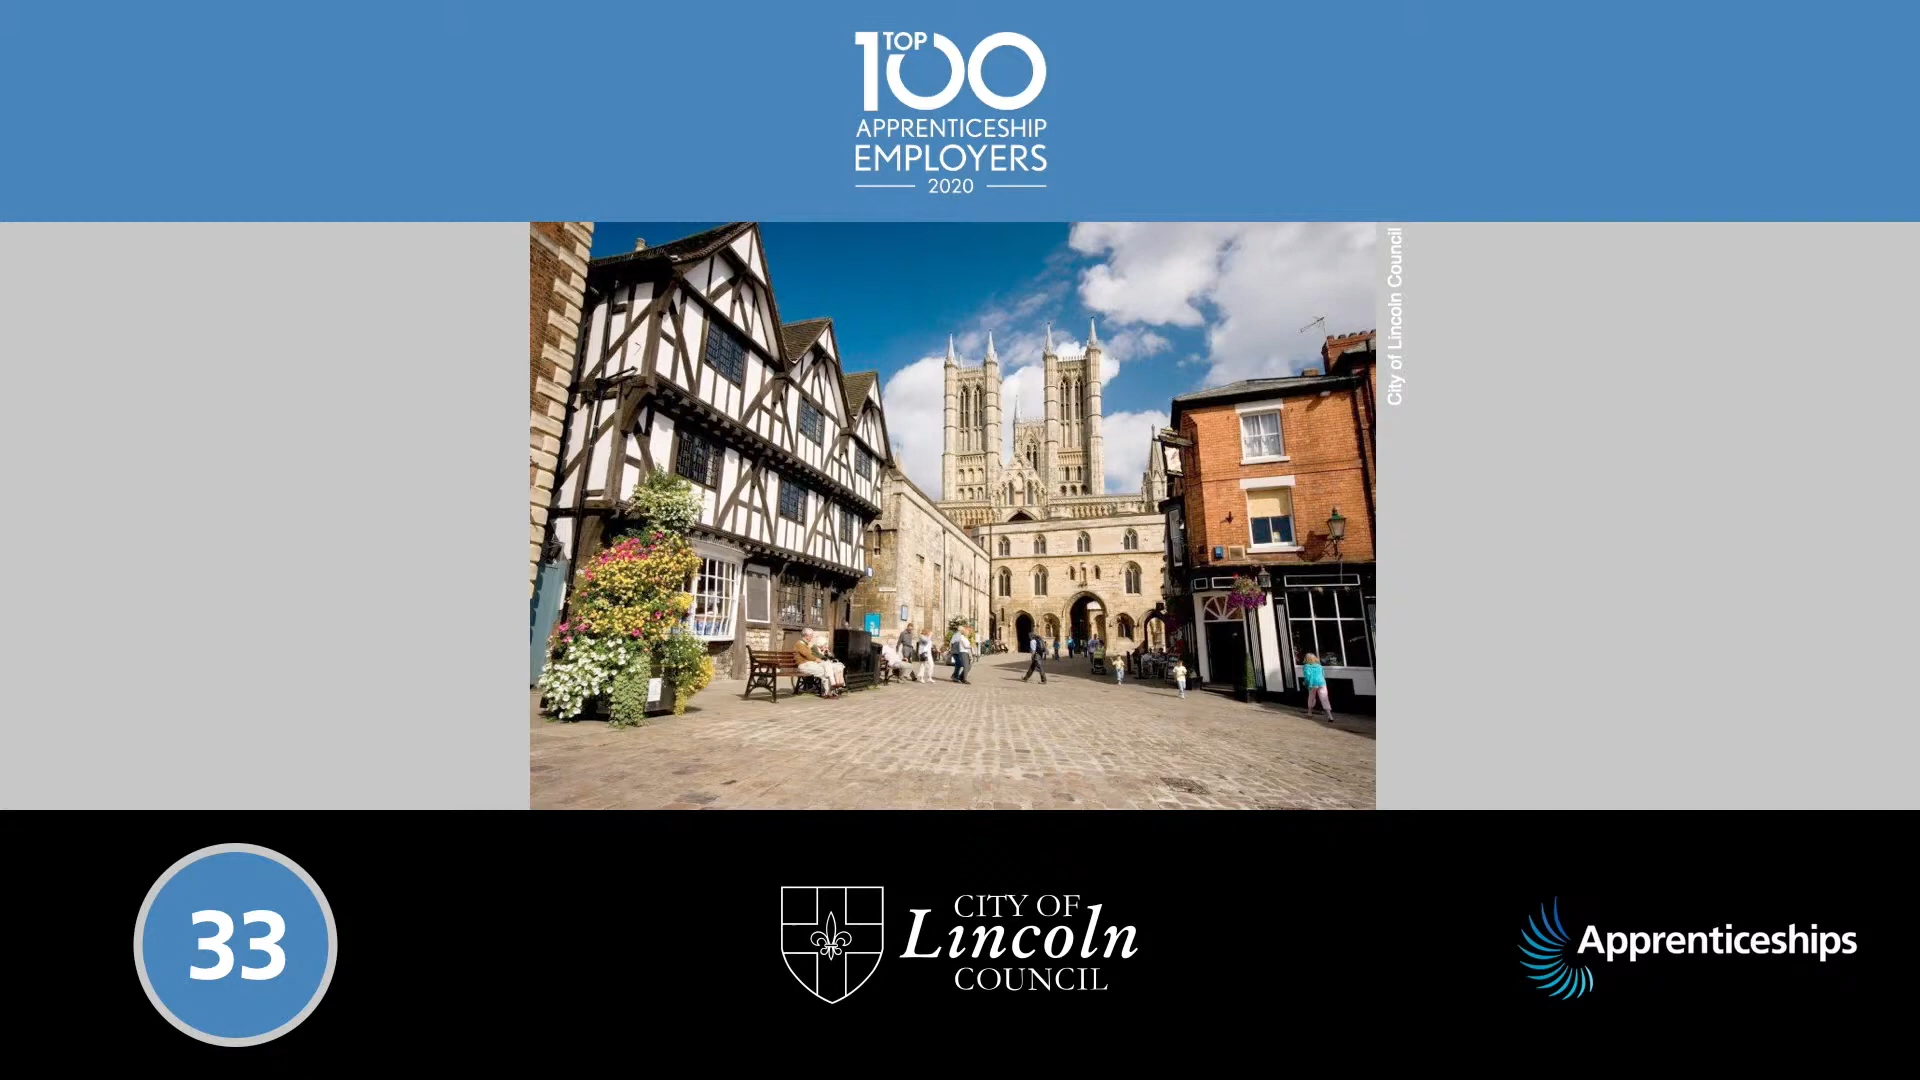 TOP
100
APPRENTICESHIP
EMPLOYERS
2020
City of Lincoln Council
33
CITY OF
Lincoln
COUNCIL
Apprenticeships